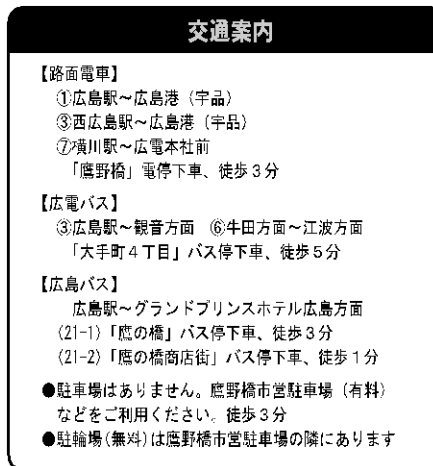 交通案内
【路面電車】
①広島駅～広島港（宇品）
③西広島駅～広島港（宇品）
⑦横川駅～広電本社前
「鷹野橋」電停下車、徒歩３分
【広電バス】
③広島駅～観音方面　⑥牛田方面～江波方面
「大手町４丁目」バス停下車、徒歩５分
【広島バス】
広島駅～グランドプリンスホテル広島方面
(21-1)「鷹の橋」バス停下車、徒歩３分
(21-2)「鷹の橋商店街」バス停下車、徒歩１分
●駐車場はありません。鷹野橋市営駐車場（有料）
などをご利用ください。徒歩３分
●駐輪場(無料)は鷹野橋市営駐車場の隣にあります